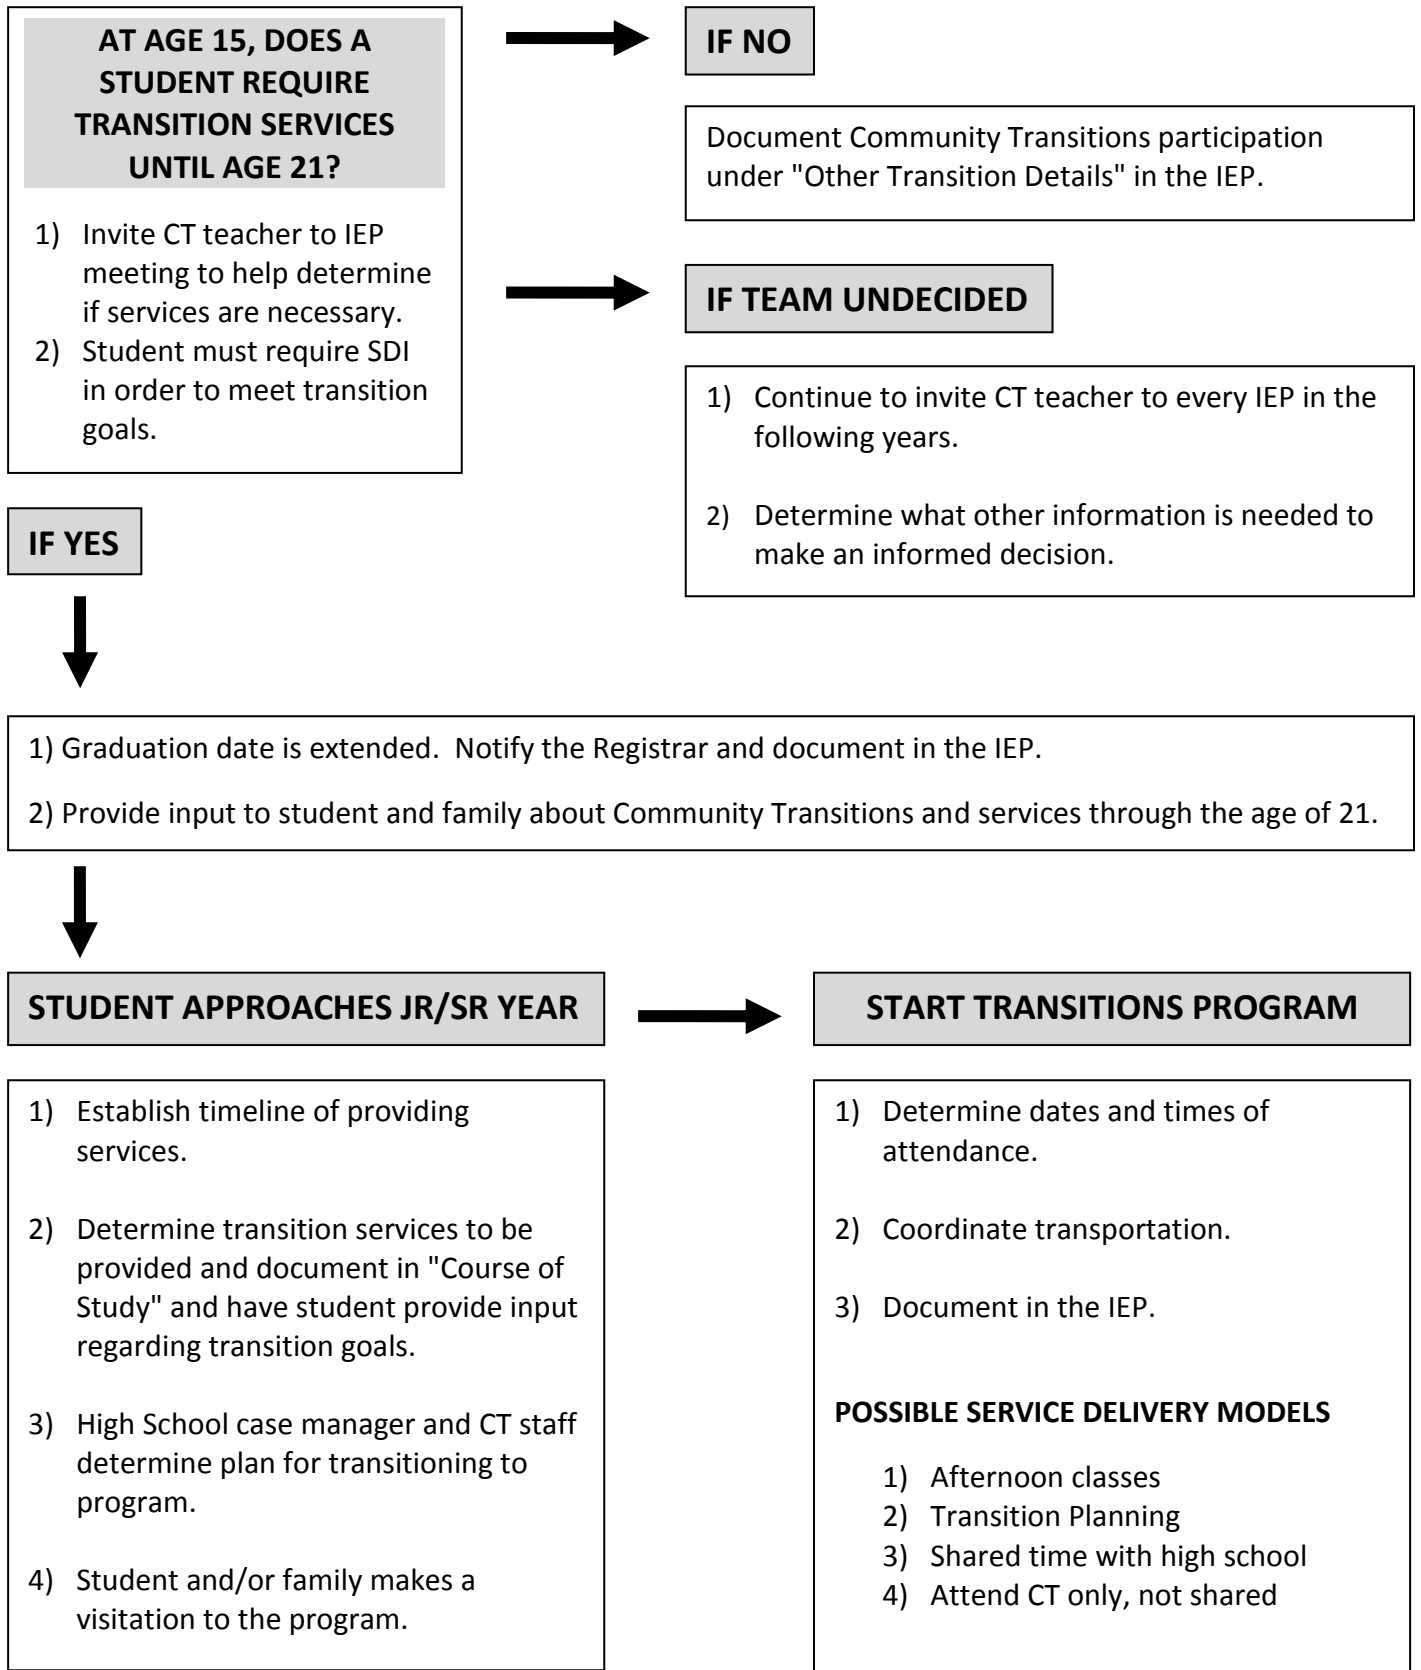 AT AGE 15, DOES A
STUDENT REQUIRE
TRANSITION SERVICES
UNTIL AGE 21?
1) Invite CT teacher to IEP
meeting to help determine
if services are necessary.
2) Student must require SDI
in order to meet transition
goals.
IF NO
Document Community Transitions participation
under "Other Transition Details" in the IEP.
IF TEAM UNDECIDED
1) Continue to invite CT teacher to every IEP in the
following years.
2) Determine what other information is needed to
make an informed decision.
IF YES
1) Graduation date is extended.  Notify the Registrar and document in the IEP.
2) Provide input to student and family about Community Transitions and services through the age of 21.
STUDENT APPROACHES JR/SR YEAR
1) Establish timeline of providing
services.
2) Determine transition services to be
provided and document in "Course of
Study" and have student provide input
regarding transition goals.
3) High School case manager and CT staff
determine plan for transitioning to
program.
4) Student and/or family makes a
visitation to the program.
START TRANSITIONS PROGRAM
1) Determine dates and times of
attendance.
2) Coordinate transportation.
3) Document in the IEP.
POSSIBLE SERVICE DELIVERY MODELS
1) Afternoon classes
2) Transition Planning
3) Shared time with high school
4) Attend CT only, not shared